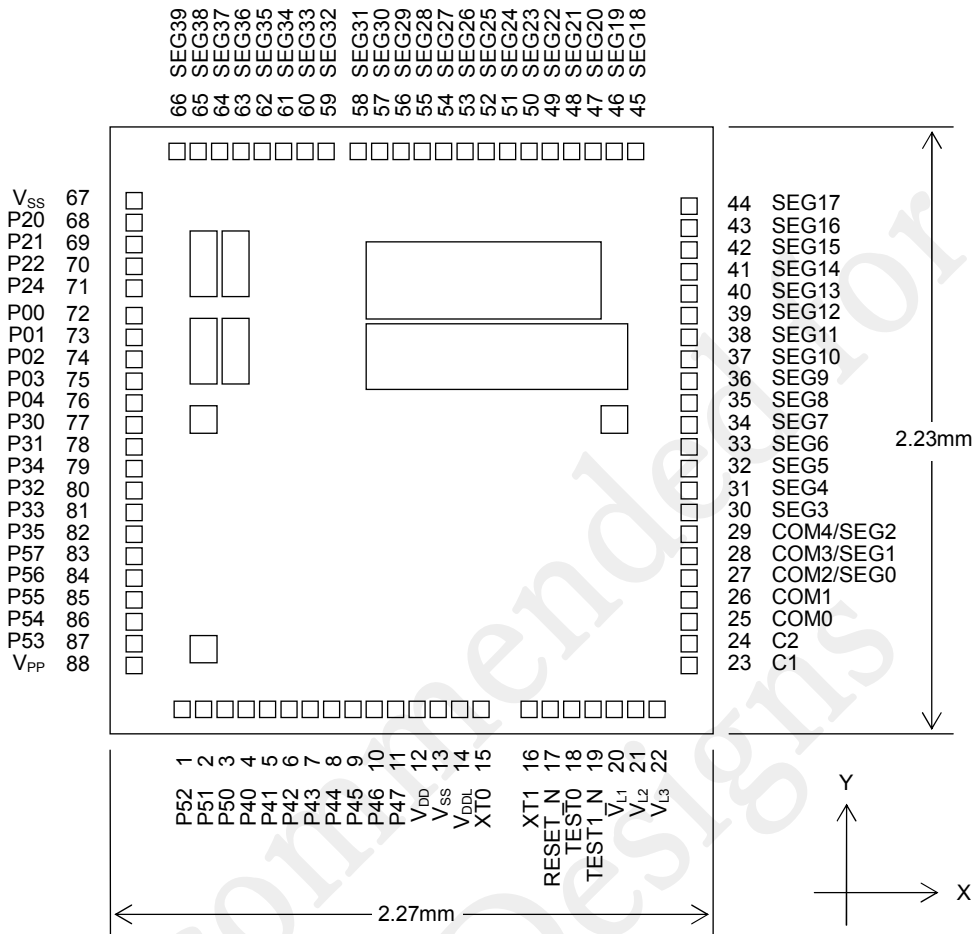 66 SEG39
65 SEG38
64 SEG37
63 SEG36
62 SEG35
61 SEG34
60 SEG33
59 SEG32
58 SEG31
57 SEG30
56 SEG29
55 SEG28
54 SEG27
53 SEG26
52 SEG25
51 SEG24
50 SEG23
49 SEG22
48 SEG21
47 SEG20
46 SEG19
45 SEG18
VSS 67
P20 68
P21 69
P22 70
P24 71
P00 72
P01 73
P02 74
P03 75
P04 76
P30 77
P31 78
P34 79
P32 80
P33 81
P35 82
P57 83
P56 84
P55 85
P54 86
P53 87
VPP 88
44 SEG17
43 SEG16
42 SEG15
41 SEG14
40 SEG13
39 SEG12
38 SEG11
37 SEG10
36 SEG9
35 SEG8
34 SEG7
33 SEG6
32 SEG5
31 SEG4
30 SEG3
29 COM4/SEG2
28 COM3/SEG1
27 COM2/SEG0
26 COM1
25 COM0
24 C2
23 C1
2.23mm
P52 1
P51 2
P50 3
P40 4
P41 5
P42 6
P43 7
P44 8
P45 9
P46 10
P47 11
VDD 12
VSS 13
VDDL 14
XT0 15
XT1 16
RESET_N 17
TEST0 18
TEST1_N 19
VL1 20
VL2 21
VL3 22
2.27mm
Y
X
ommended for
Designs